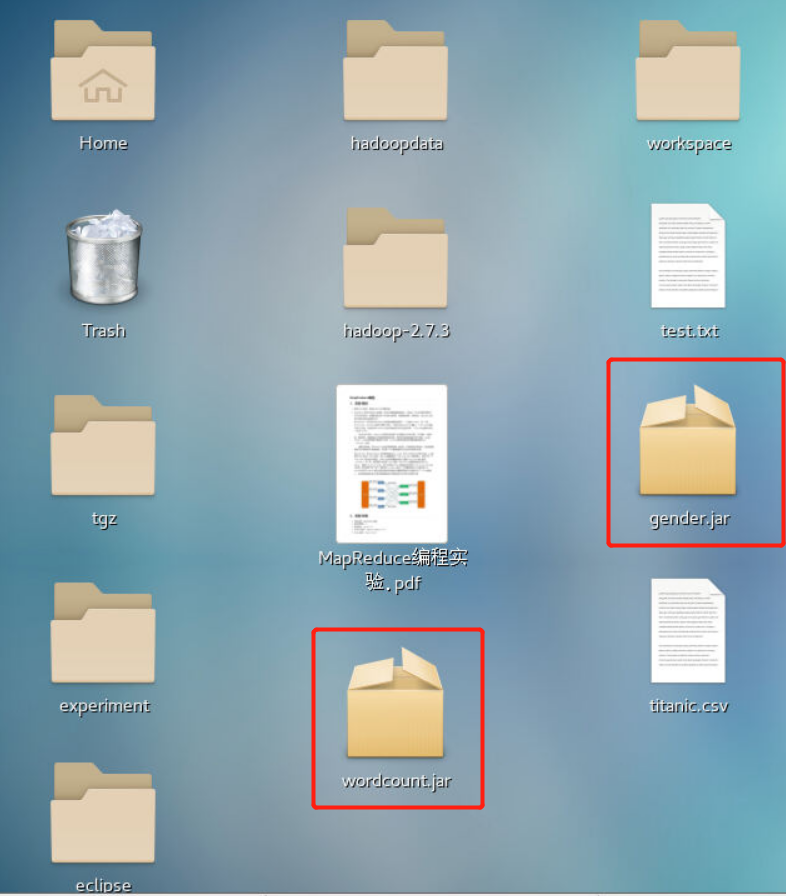 Home
hadoopdata
workspace
Trash
hadoop-2.7.3
test.txt
tgz
MapReduce编程实
验.pdf
gender.jar
experiment
wordcount.jar
titanic.csv
eclipse